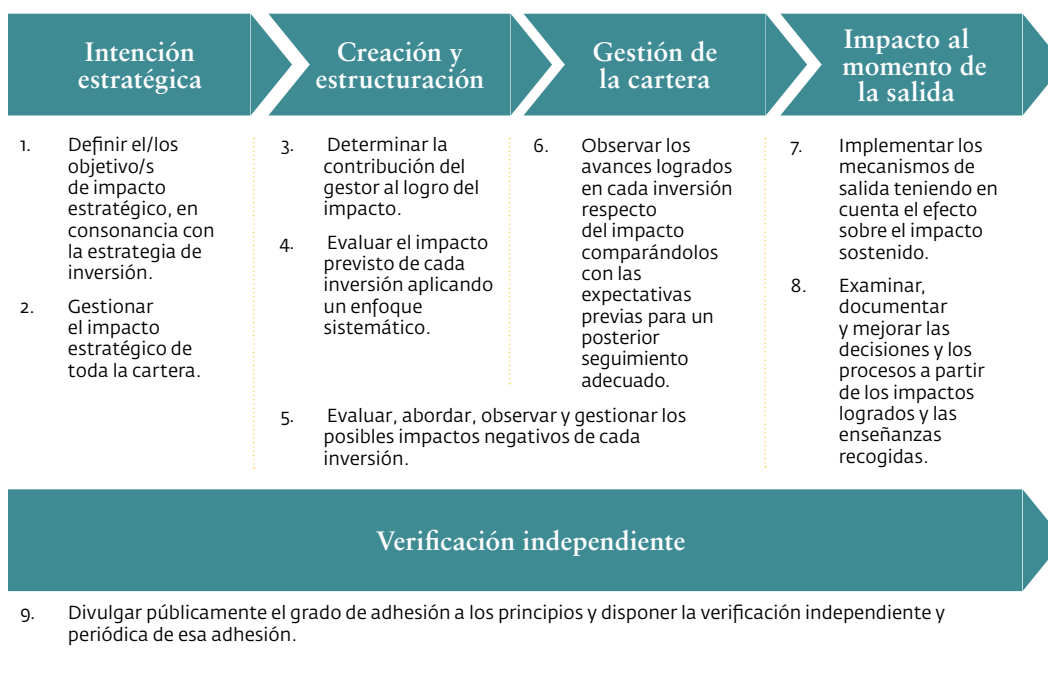 Intención
estratégica
Creación y
estructuración
Gestión de
la cartera
Impacto al
momento de
la salida
1. Definir el/los
objetivo/s
de impacto
estratégico, en
consonancia con
la estrategia de
inversión.
2. Gestionar
el impacto
estratégico de
toda la cartera.
3. Determinar la
contribución del
gestor al logro del
impacto.
4. Evaluar el impacto
previsto de cada
inversión aplicando
un enfoque
sistemático.
5. Evaluar, abordar, observar y gestionar los
posibles impactos negativos de cada
inversión.
6. Observar los
avances logrados
en cada inversión
respecto
del impacto
comparándolos
con las
expectativas
previas para un
posterior
seguimiento
adecuado.
7. Implementar los
mecanismos de
salida teniendo en
cuenta el efecto
sobre el impacto
sostenido.
8. Examinar,
documentar
y mejorar las
decisiones y los
procesos a partir
de los impactos
logrados y las
enseñanzas
recogidas.
Verificación independiente
9. Divulgar públicamente el grado de adhesión a los principios y disponer la verificación independiente y
periódica de esa adhesión.